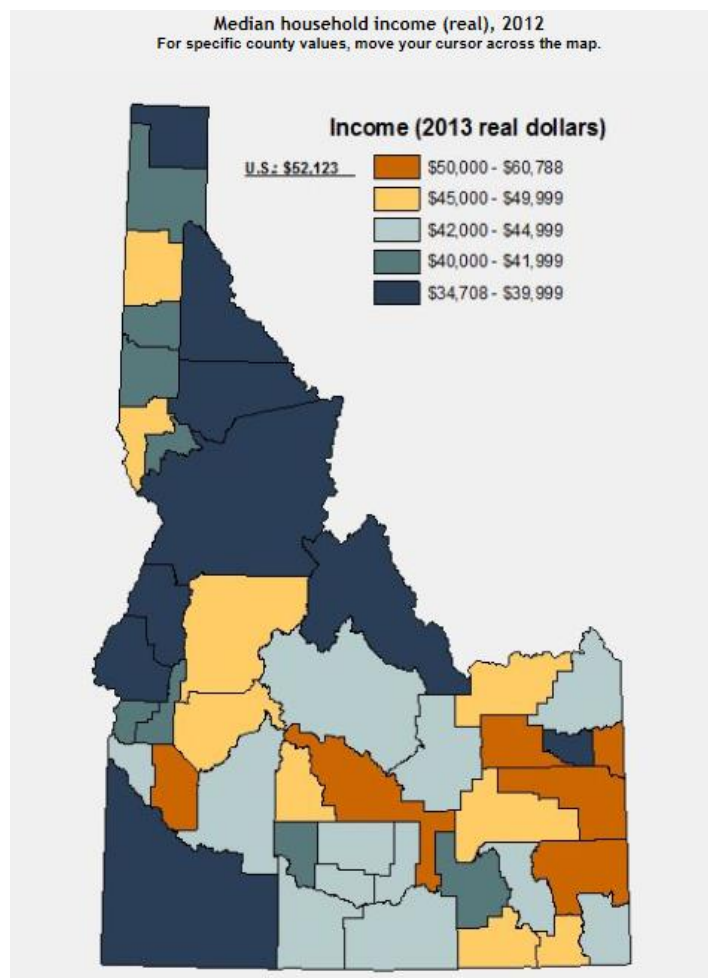 Median household income (real), 2012
For specific county values, move your cursor across the map.
Income (2013 real dollars)
U.S.: $52,123
$50,000 - $60,788
$45,000 - $49,999
$42,000 - $44,999
$40,000 - $41,999
$34,708 - $39,999